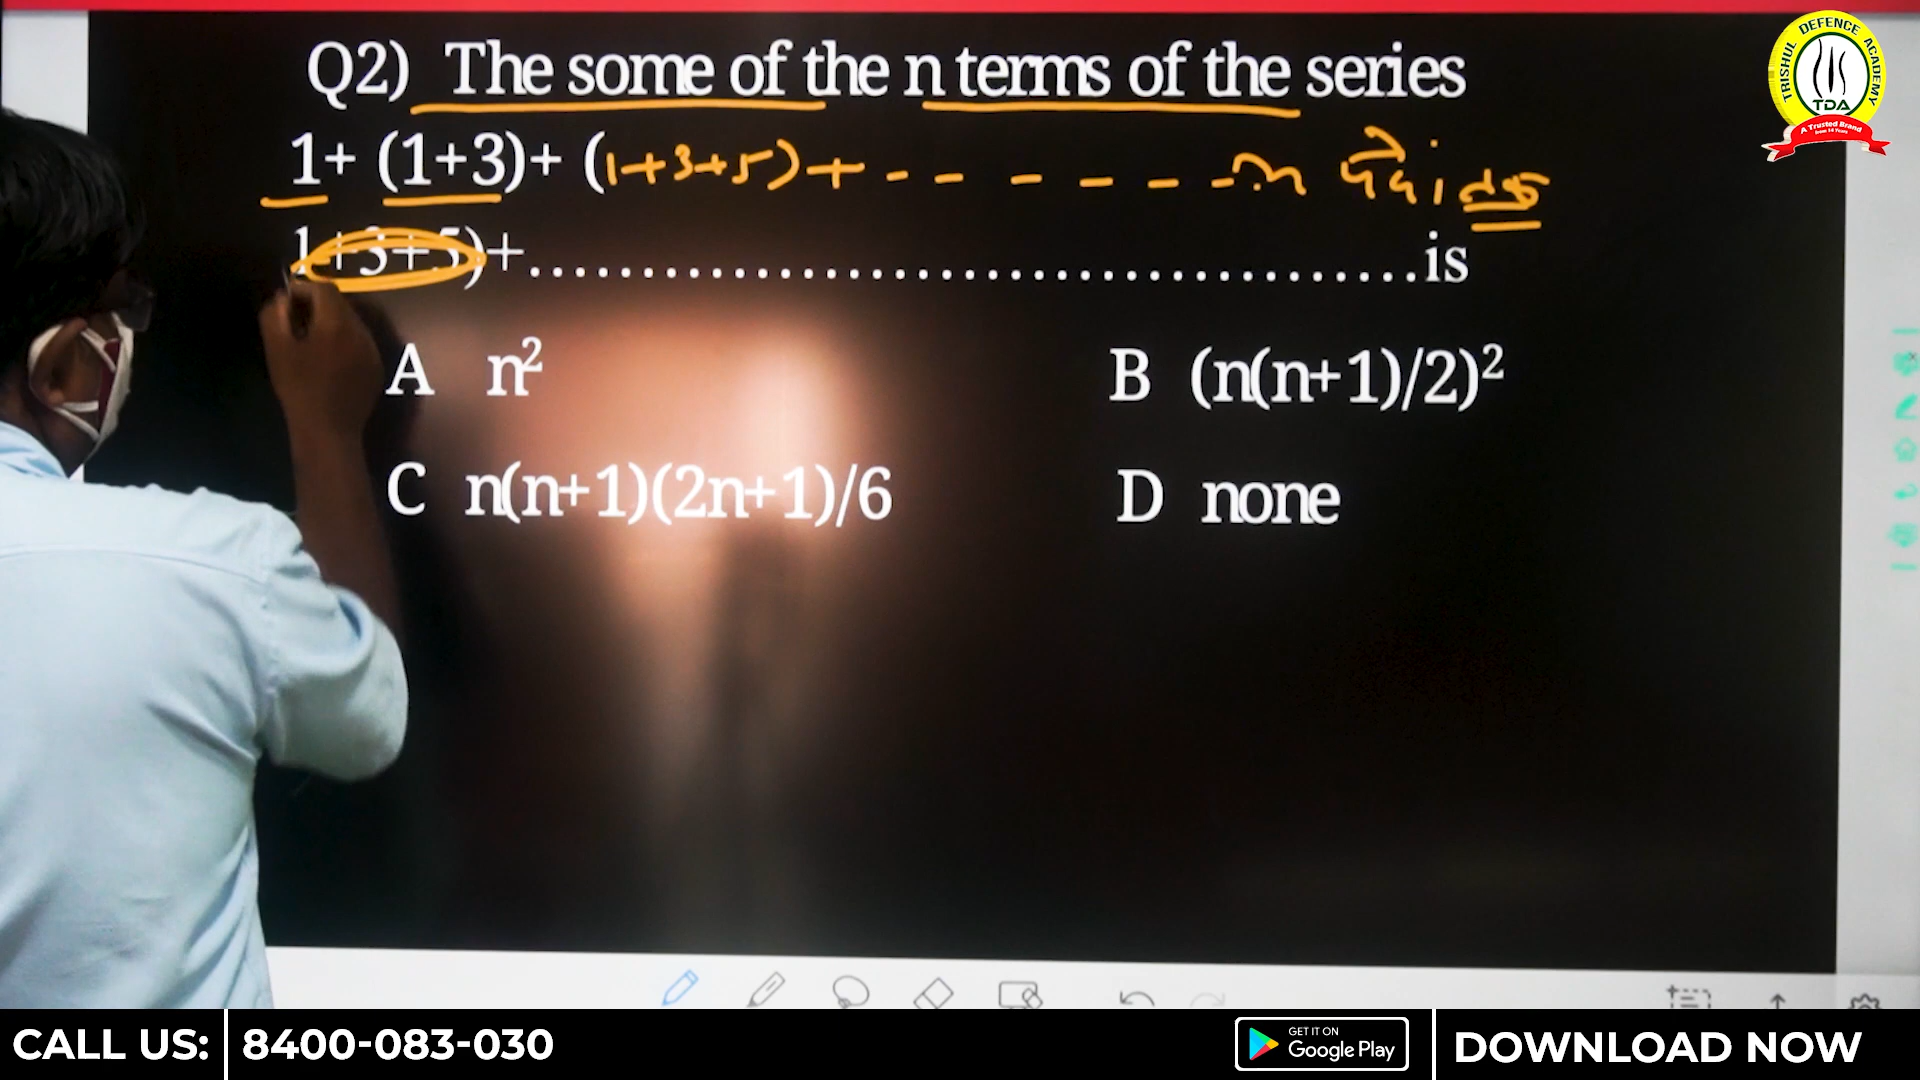 Q2) The some of the n terms of the series
1+ (1+3)+ (1+3+5)+ - - - - - - n पदों तक
1+3+5)+......................................is
A n²
B (n(n+1)/2)²
C n(n+1)(2n+1)/6
D none
TRISHUL DEFENCE ACADEMY
TDA
A Trusted Brand
CALL US: 8400-083-030
GET IT ON
Google Play
DOWNLOAD NOW